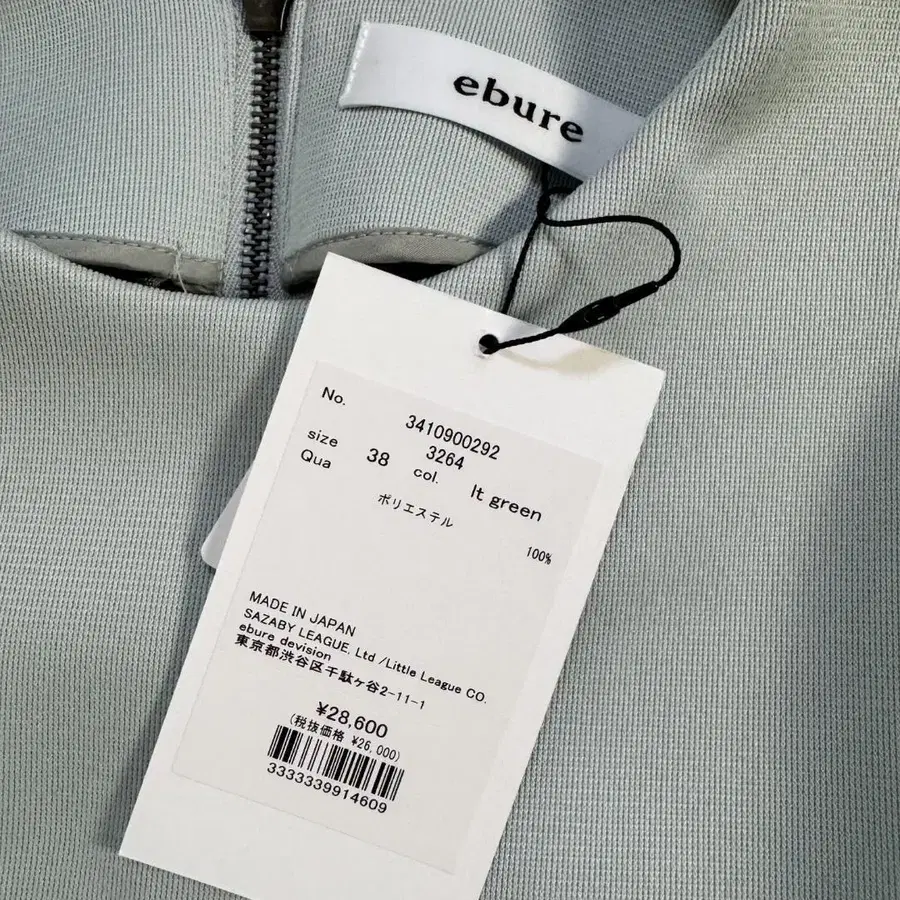 ebure
No. 3410900292
3264
size 38 col. lt green
Qua
ポリエステル
100%
MADE IN JAPAN
SAZABY LEAGUE, Ltd /Little League CO.
ebure devision
東京都渋谷区千駄ヶ谷2-11-1
¥28,600
(税抜価格 ¥26,000)
3333339914609